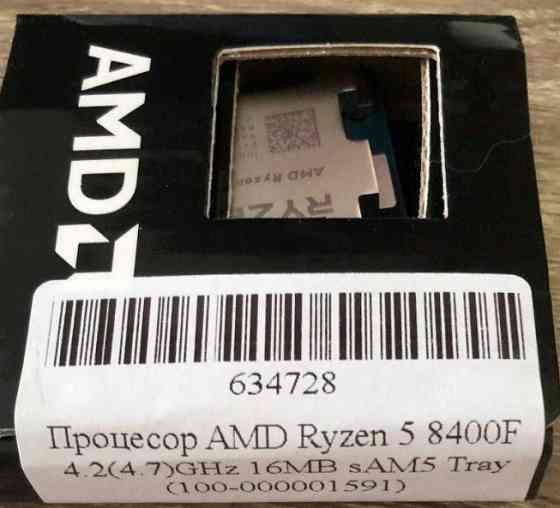 AMD
AMD Ryzen
RYZE
634728
Процесор AMD Ryzen 5 8400F
4.2(4.7)GHz 16MB sAM5 Tray
(100-000001591)